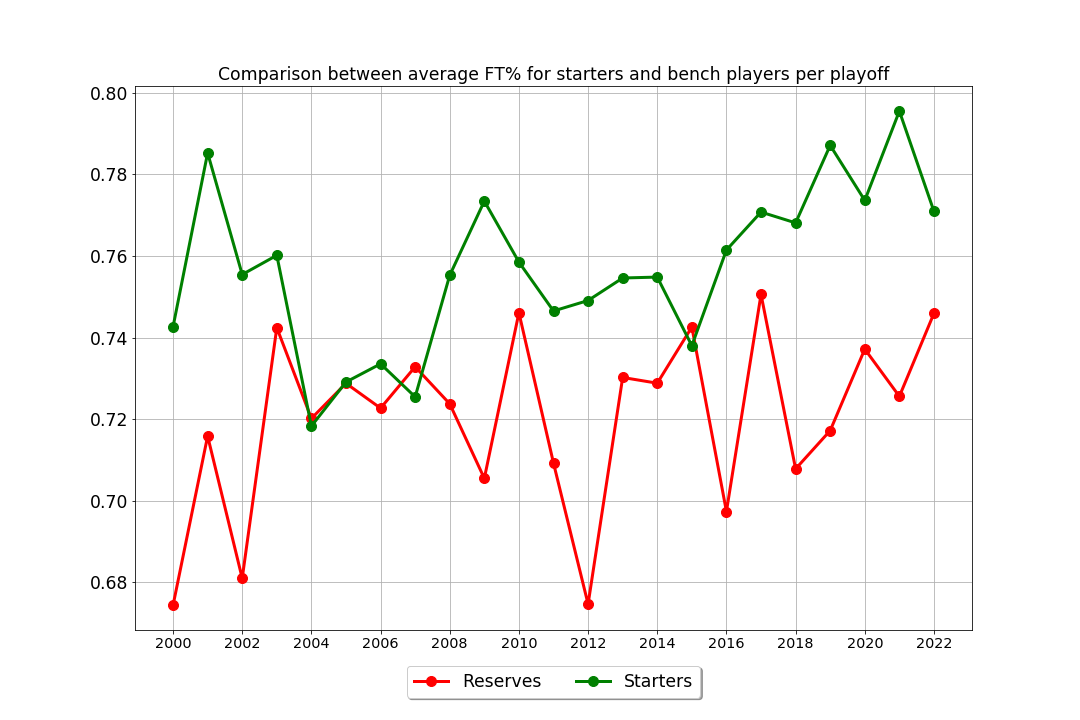 Comparison between average FT% for starters and bench players per playoff
0.80
0.78
0.76
0.74
0.72
0.70
0.68
2000 2002 2004 2006 2008 2010 2012 2014 2016 2018 2020 2022
Reserves Starters